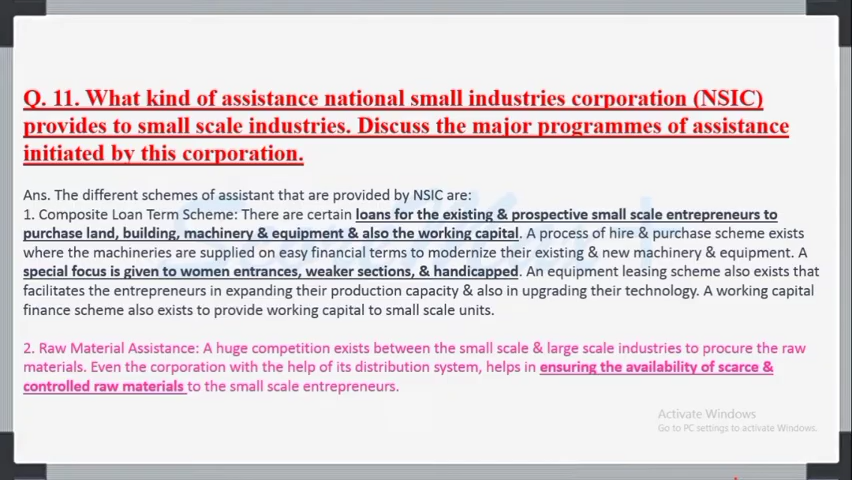 Q. 11. What kind of assistance national small industries corporation (NSIC)
provides to small scale industries. Discuss the major programmes of assistance
initiated by this corporation.
Ans. The different schemes of assistant that are provided by NSIC are:
1. Composite Loan Term Scheme: There are certain loans for the existing & prospective small scale entrepreneurs to
purchase land, building, machinery & equipment & also the working capital. A process of hire & purchase scheme exists
where the machineries are supplied on easy financial terms to modernize their existing & new machinery & equipment. A
special focus is given to women entrances, weaker sections, & handicapped. An equipment leasing scheme also exists that
facilitates the entrepreneurs in expanding their production capacity & also in upgrading their technology. A working capital
finance scheme also exists to provide working capital to small scale units.
2. Raw Material Assistance: A huge competition exists between the small scale & large scale industries to procure the raw
materials. Even the corporation with the help of its distribution system, helps in ensuring the availability of scarce &
controlled raw materials to the small scale entrepreneurs.
Activate Windows
Go to PC settings to activate Windows.